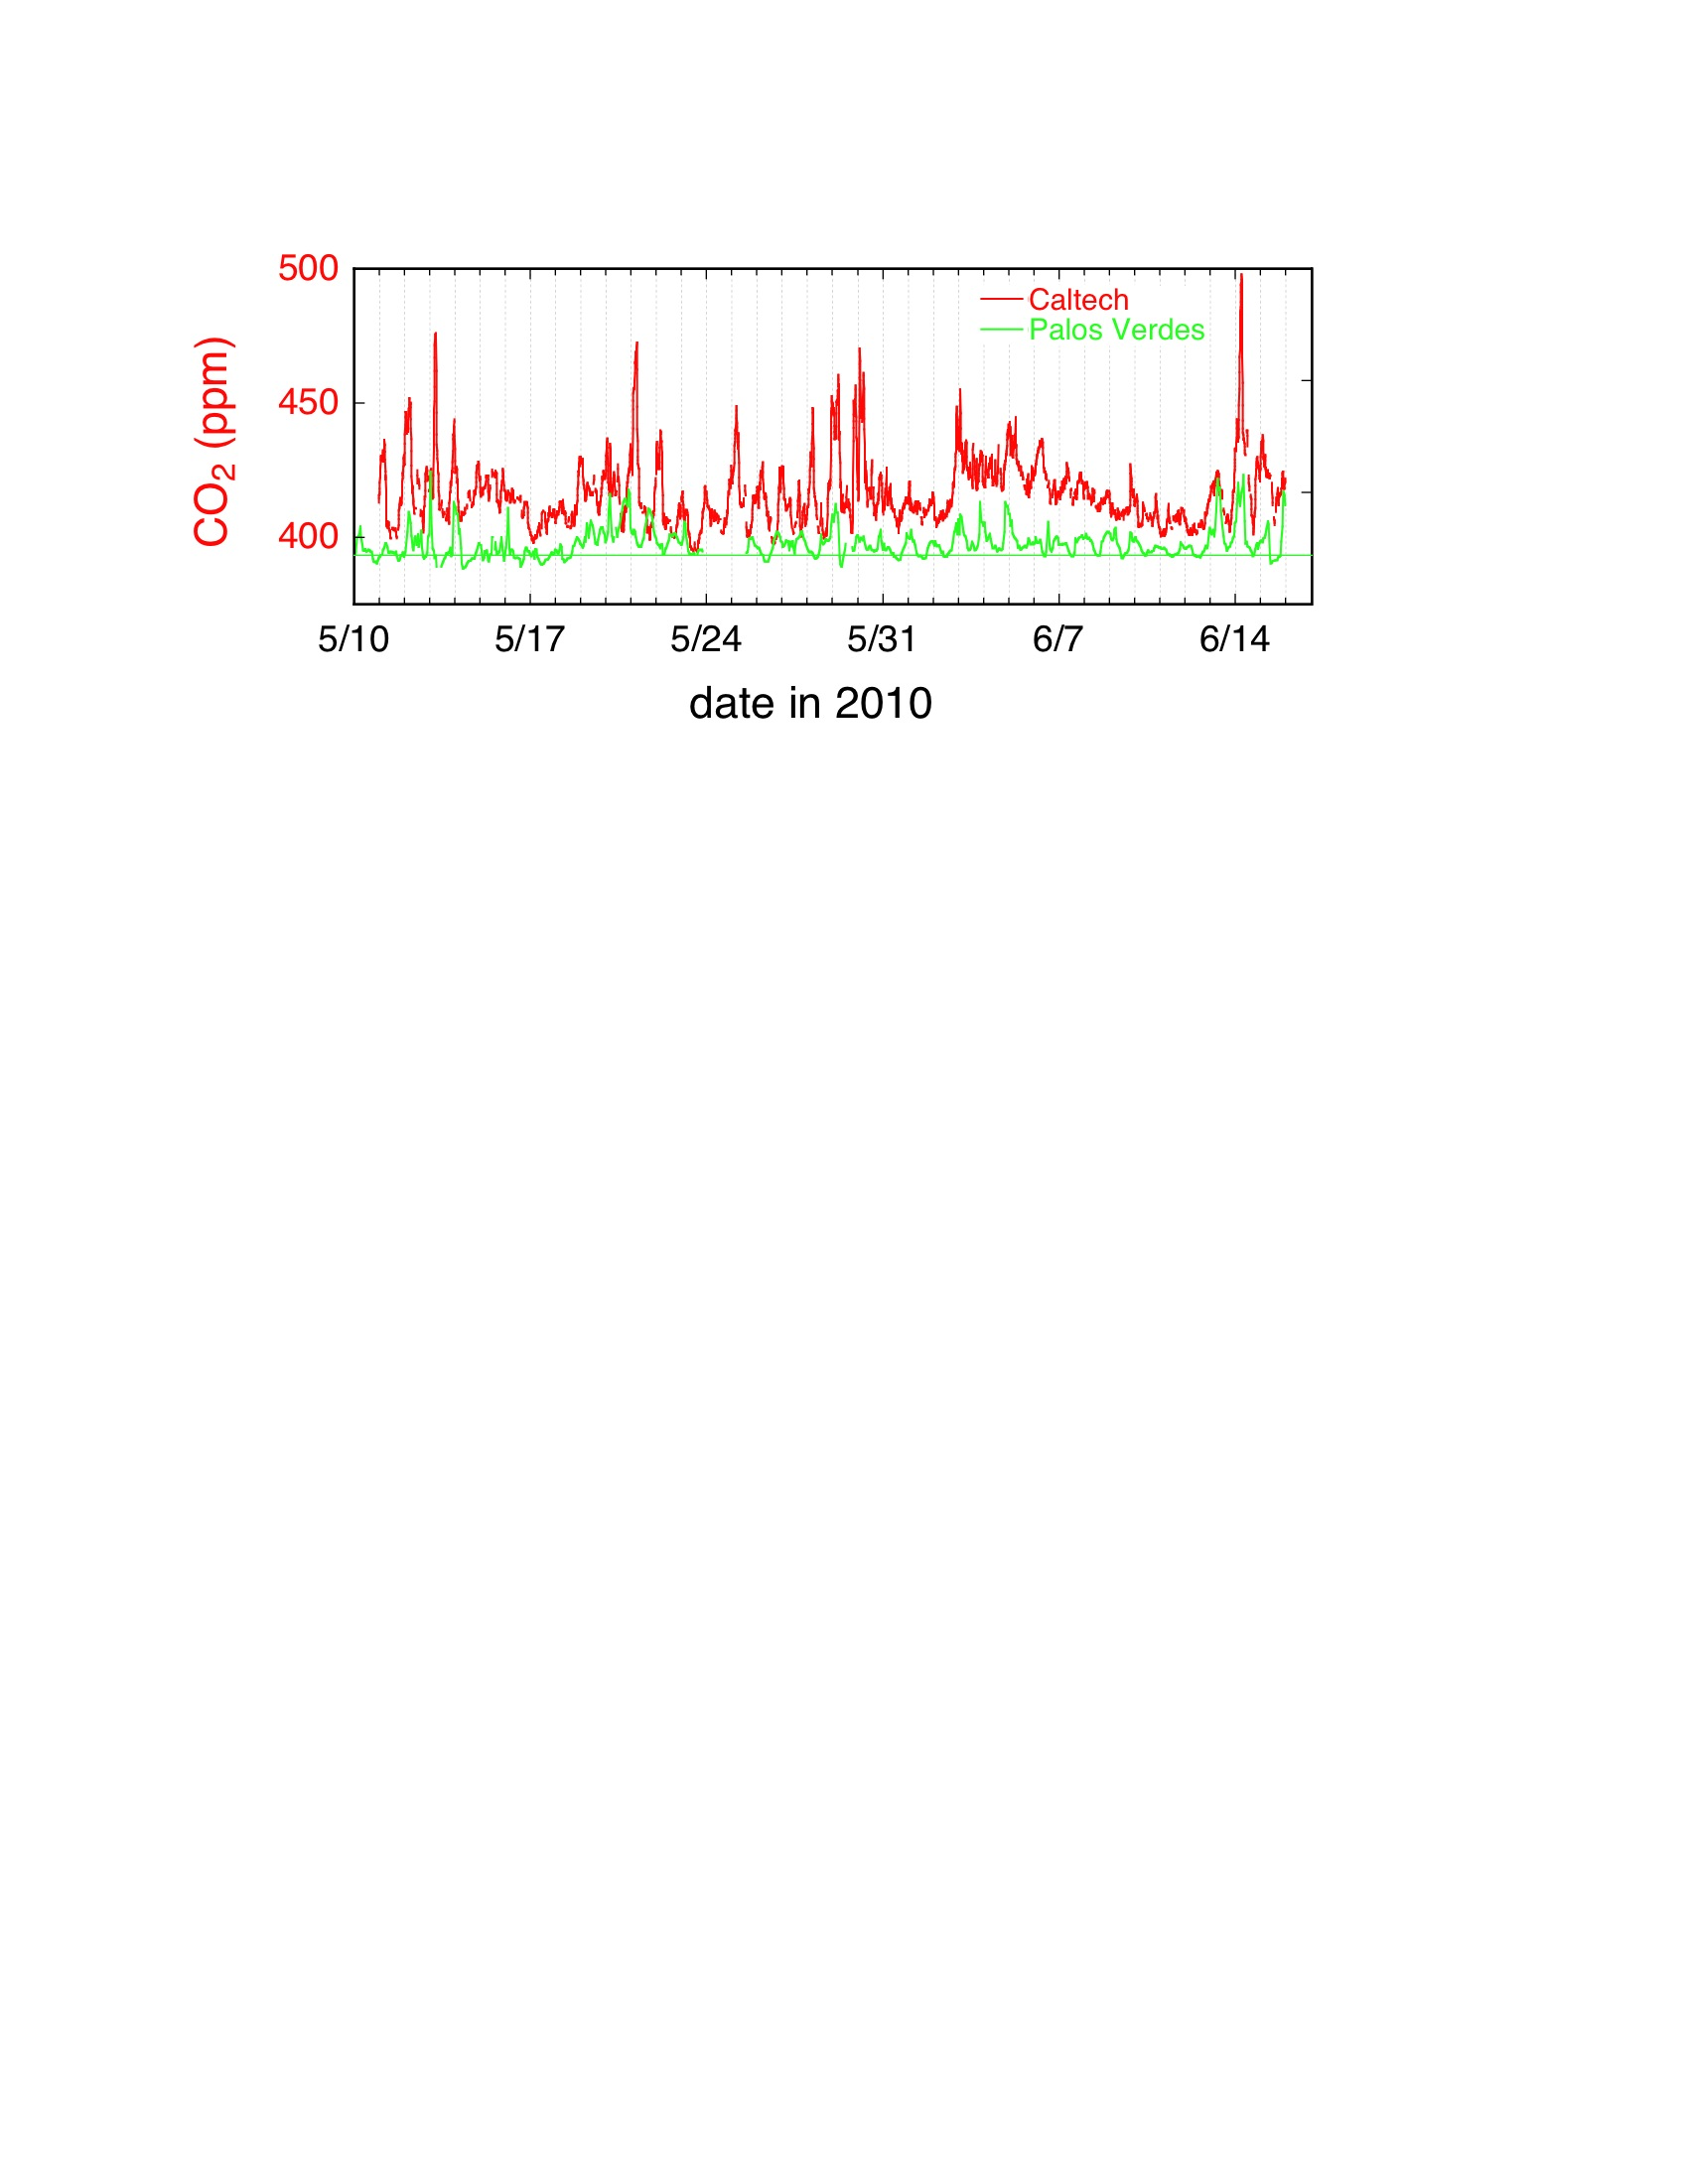 500
450
400
CO₂ (ppm)
Caltech
Palos Verdes
5/10 5/17 5/24 5/31 6/7 6/14
date in 2010